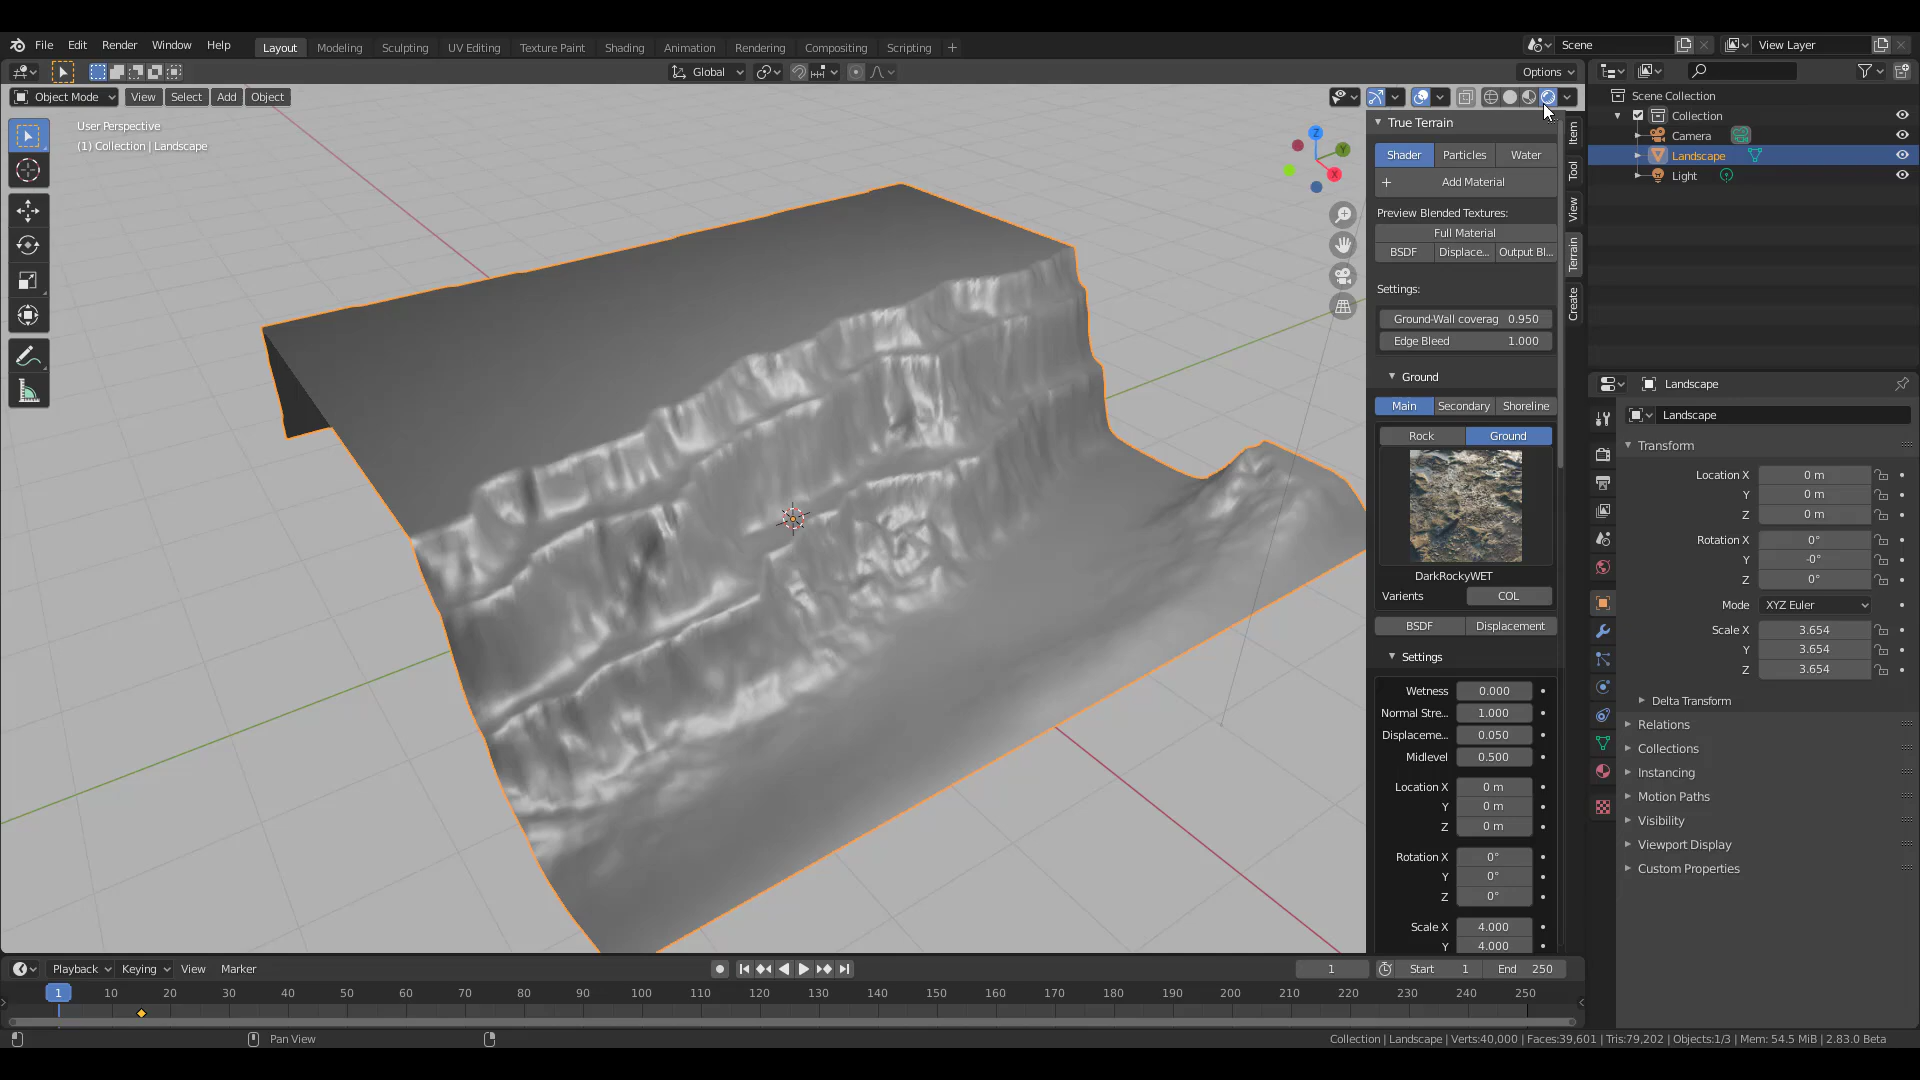 File Edit Render Window Help Layout Modeling Sculpting UV Editing Texture Paint Shading Animation Rendering Compositing Scripting + Scene View Layer
Global Options
Object Mode View Select Add Object
User Perspective
(1) Collection | Landscape
Z
Y
X
True Terrain
Shader Particles Water
+ Add Material
Preview Blended Textures:
Full Material
BSDF Displace... Output Bl...
Settings:
Ground-Wall coverag 0.950
Edge Bleed 1.000
Ground
Main Secondary Shoreline
Rock Ground
DarkRockyWET
Varients COL
BSDF Displacement
Settings
Wetness 0.000
Normal Stre... 1.000
Displaceme... 0.050
Midlevel 0.500
Location X 0 m
Y 0 m
Z 0 m
Rotation X 0°
Y 0°
Z 0°
Scale X 4.000
Y 4.000
Item
Tool
View
Terrain
Create
Scene Collection
Collection
Camera
Landscape
Light
Landscape
Landscape
Transform
Location X 0 m
Y 0 m
Z 0 m
Rotation X 0°
Y -0°
Z 0°
Mode XYZ Euler
Scale X 3.654
Y 3.654
Z 3.654
Delta Transform
Relations
Collections
Instancing
Motion Paths
Visibility
Viewport Display
Custom Properties
Playback Keying View Marker 1 Start 1 End 250
1 10 20 30 40 50 60 70 80 90 100 110 120 130 140 150 160 170 180 190 200 210 220 230 240 250
Pan View
Collection | Landscape | Verts:40,000 | Faces:39,601 | Tris:79,202 | Objects:1/3 | Mem: 54.5 MiB | 2.83.0 Beta